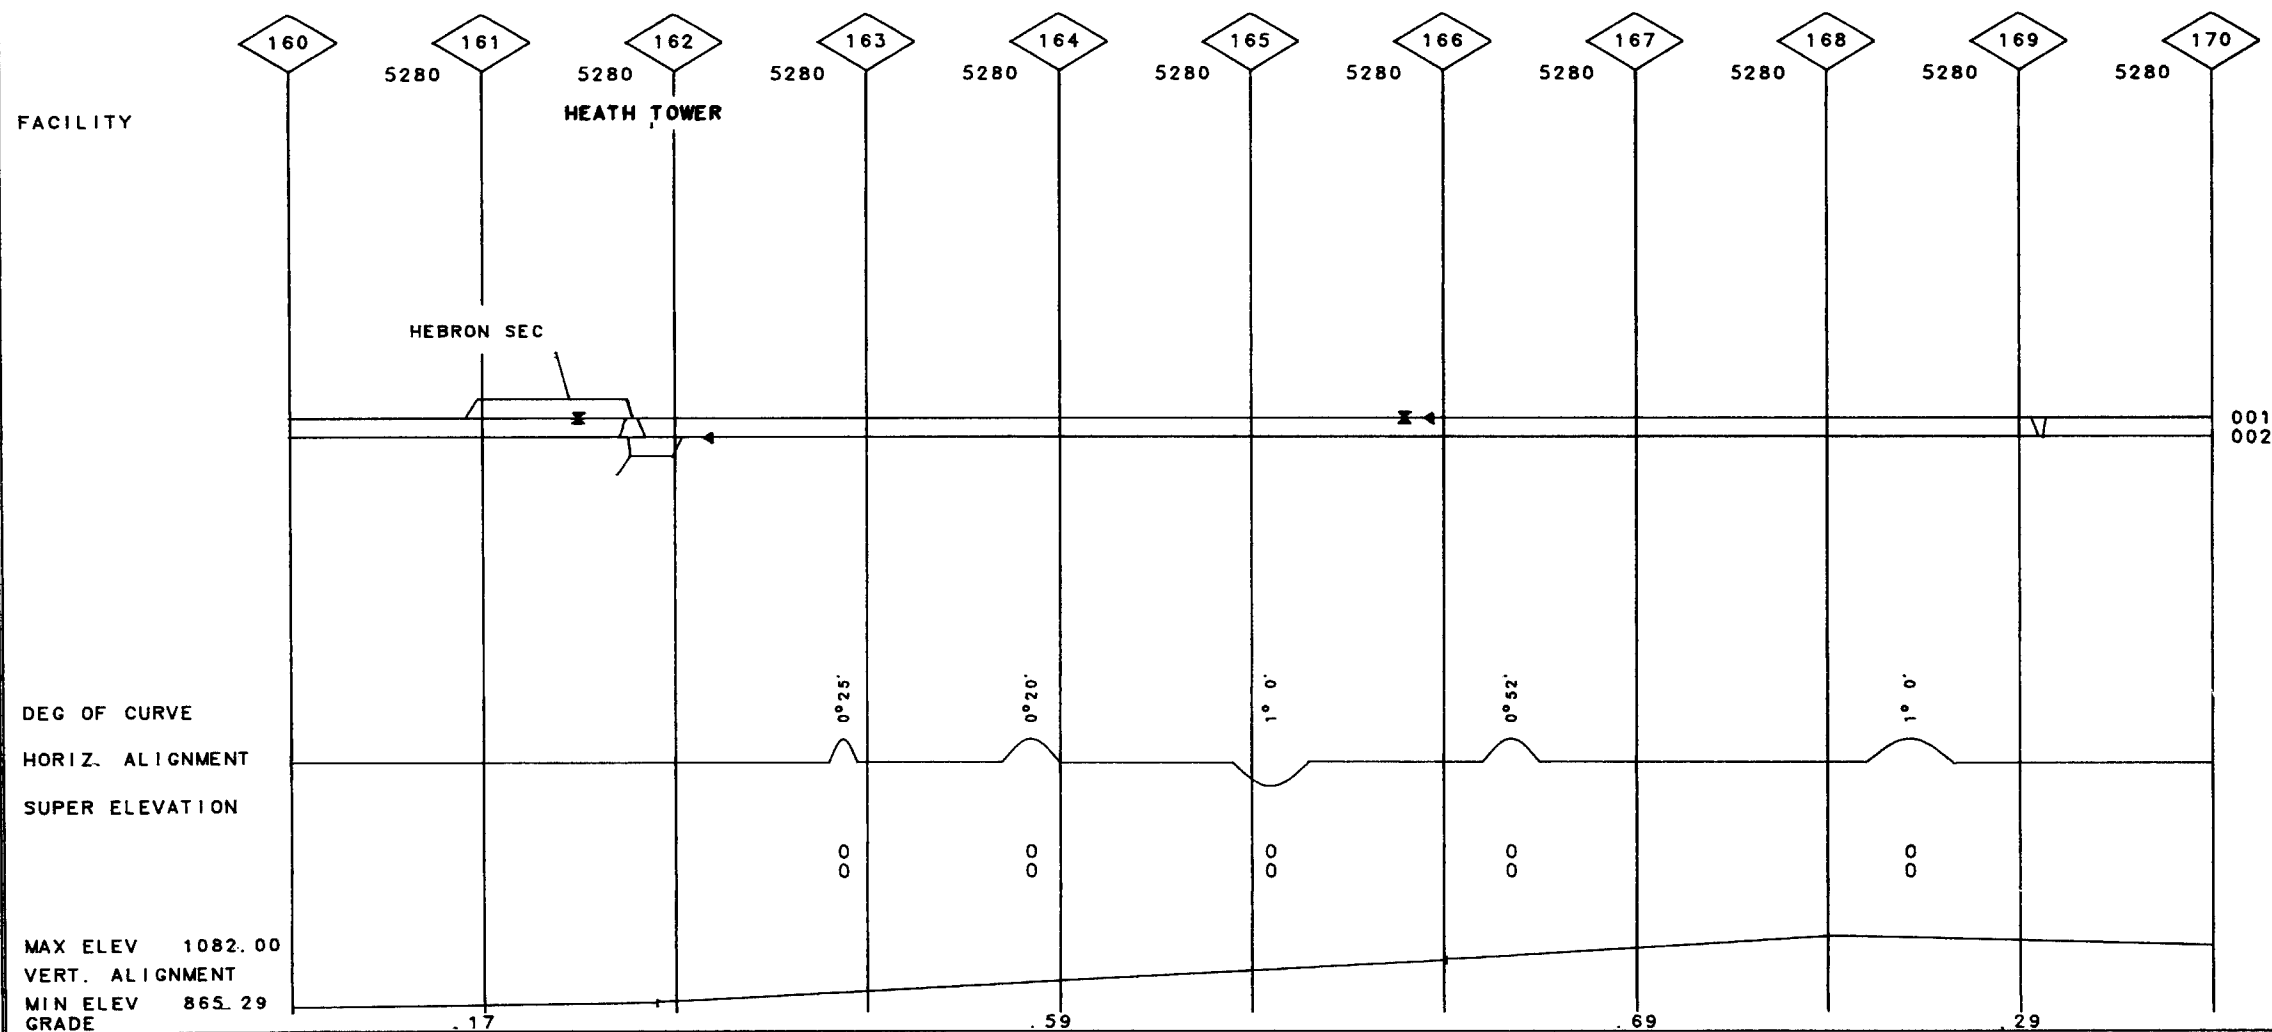 160 161 162 163 164 165 166 167 168 169 170
5280 5280 5280 5280 5280 5280 5280 5280 5280 5280
HEATH TOWER
FACILITY
HEBRON SEC
001
002
0°25' 0°20' 1° 0' 0°52' 1° 0'
DEG OF CURVE
HORIZ. ALIGNMENT
SUPER ELEVATION
0 0 0 0 0
0 0 0 0 0
MAX ELEV 1082.00
VERT. ALIGNMENT
MIN ELEV 865.29
GRADE .17 .59 .69 .29